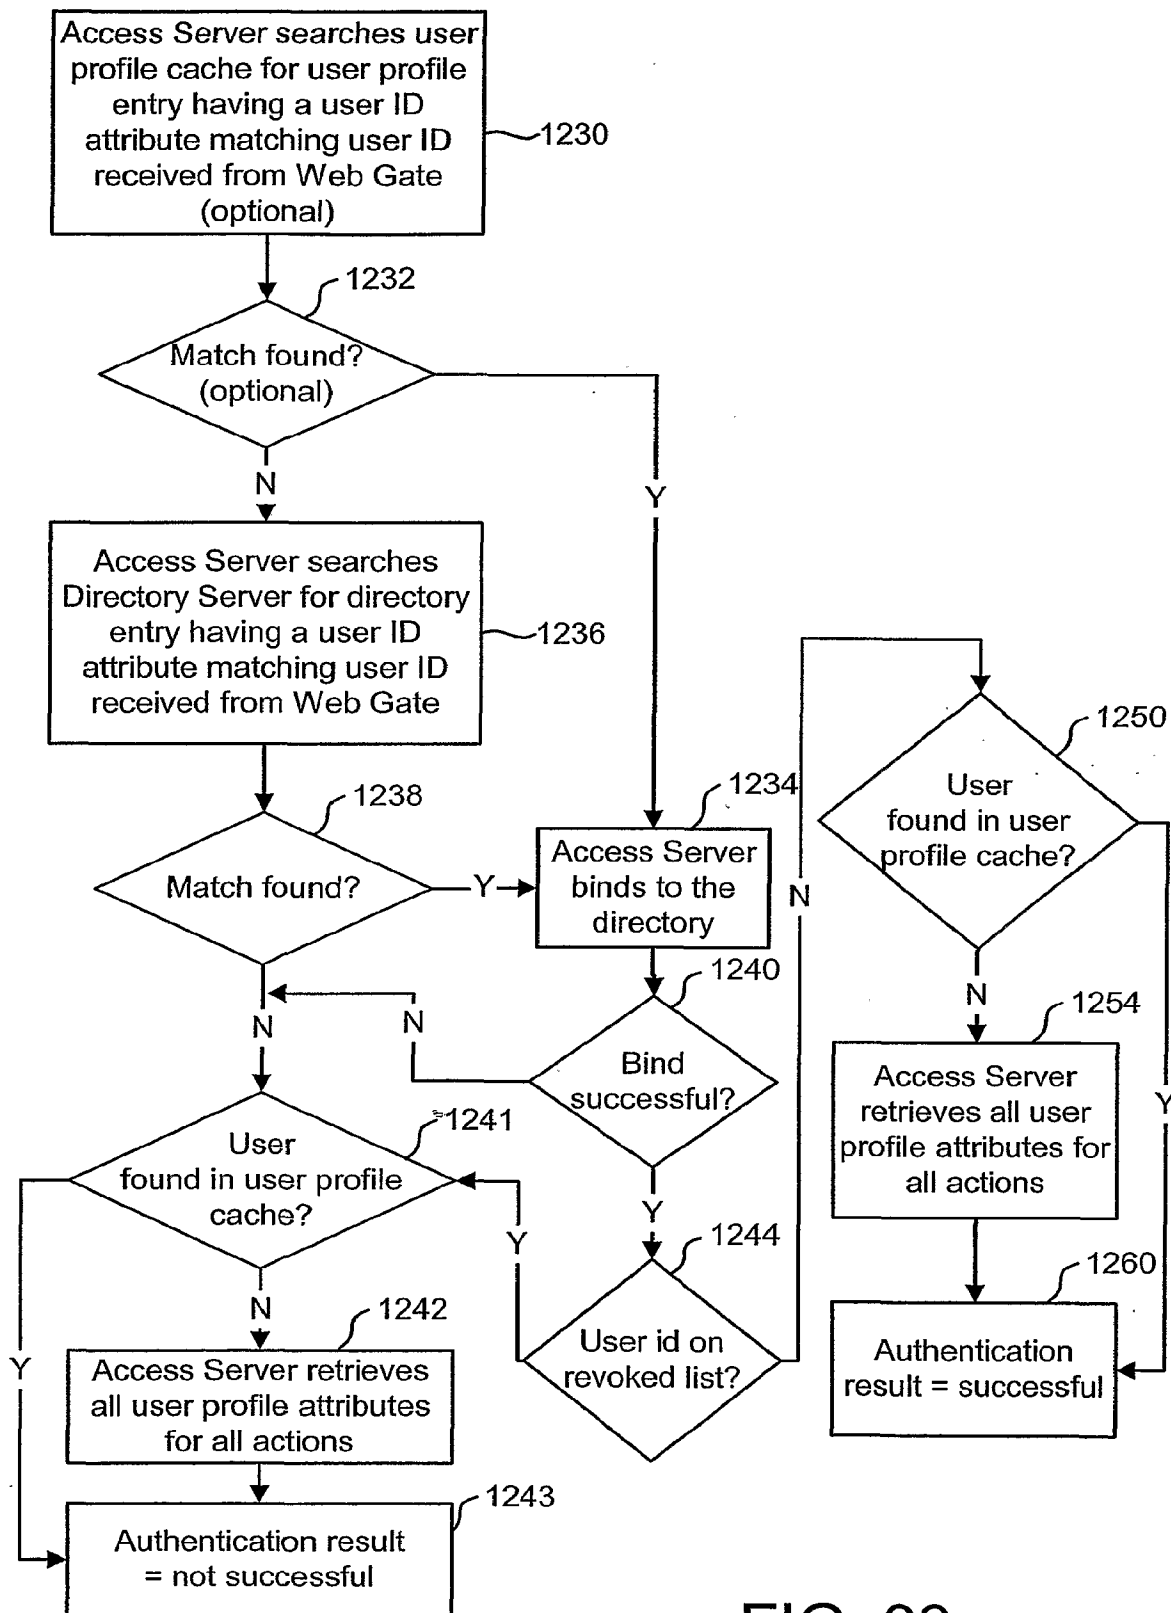 Access Server searches user
profile cache for user profile
entry having a user ID
attribute matching user ID
received from Web Gate
(optional)
1230
1232
Match found?
(optional)
N
Y
Access Server searches
Directory Server for directory
entry having a user ID
attribute matching user ID
received from Web Gate
1236
1238
Match found?
Y
1234
Access Server
binds to the
directory
N
N
1240
Bind
successful?
1241
User
found in user profile
cache?
Y
Y
1244
User id on
revoked list?
N
1250
User
found in user
profile cache?
N
Y
1254
Access Server
retrieves all user
profile attributes for
all actions
1260
Authentication
result = successful
N
Y
1242
Access Server retrieves
all user profile attributes
for all actions
1243
Authentication result
= not successful